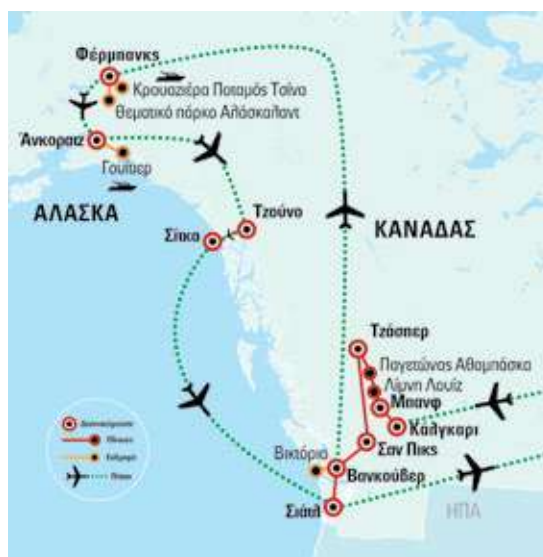 Φέρμπανκς
Κρουαζιέρα Ποταμός Τσίνα
Θεματικό πάρκο Αλάσκαλαντ
Άνκορατζ
Γουίτιερ
ΑΛΑΣΚΑ
Τζούνο
Σίτκα
ΚΑΝΑΔΑΣ
Τζάσπερ
Παγετώνας Αθαμπάσκα
Λίμνη Λουίζ
Μπανφ
Κάλγκαρι
Σαν Πικς
Βικτόρια
Βανκούβερ
Σιάτλ
ΗΠΑ